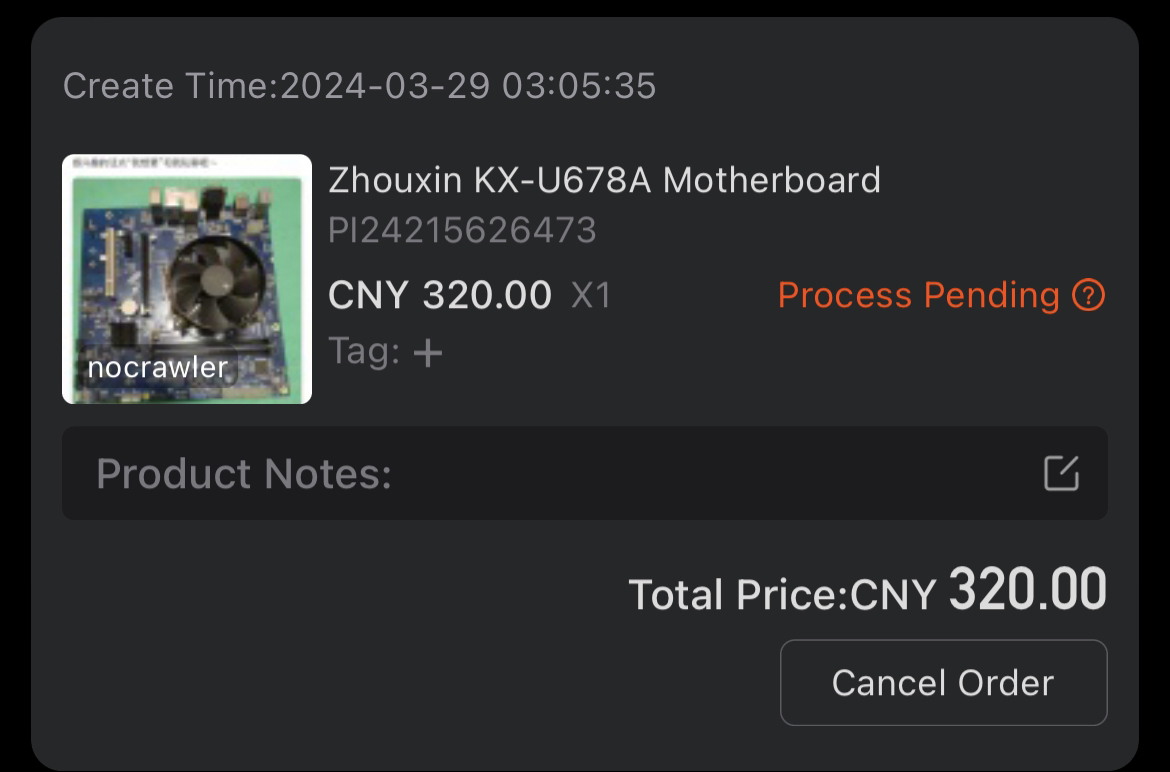 Create Time:2024-03-29 03:05:35
Zhouxin KX-U678A Motherboard
PI24215626473
CNY 320.00 X1
Process Pending ?
Tag: +
nocrawler
Product Notes:
Total Price:CNY 320.00
Cancel Order